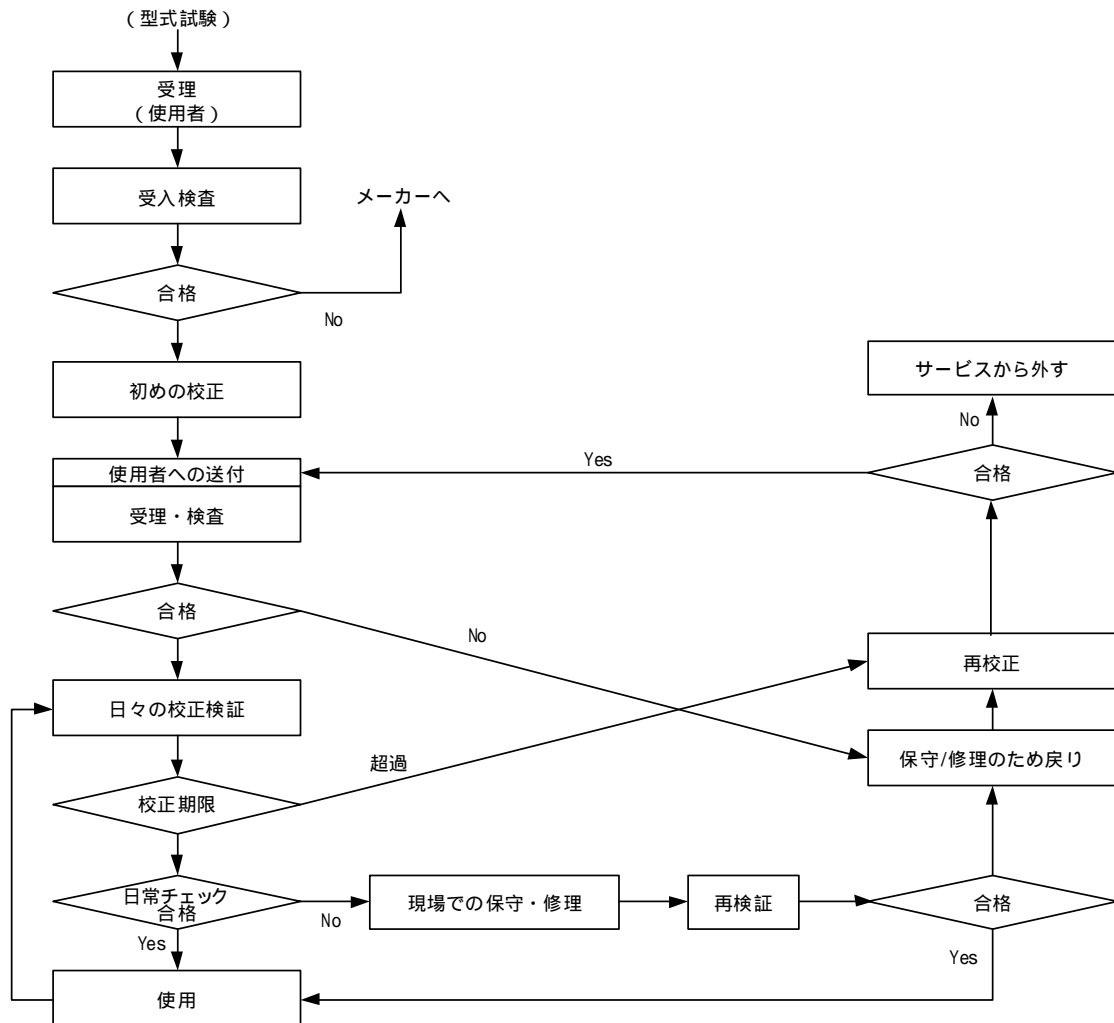 (型式試験)
受理
(使用者)
受入検査
メーカーへ
合格
No
初めの校正
サービスから外す
No
使用者への送付
Yes
合格
受理・検査
合格
No
再校正
日々の校正検証
超過
保守/修理のため戻り
校正期限
日常チェック
合格
No
現場での保守・修理
再検証
合格
Yes
Yes
使用